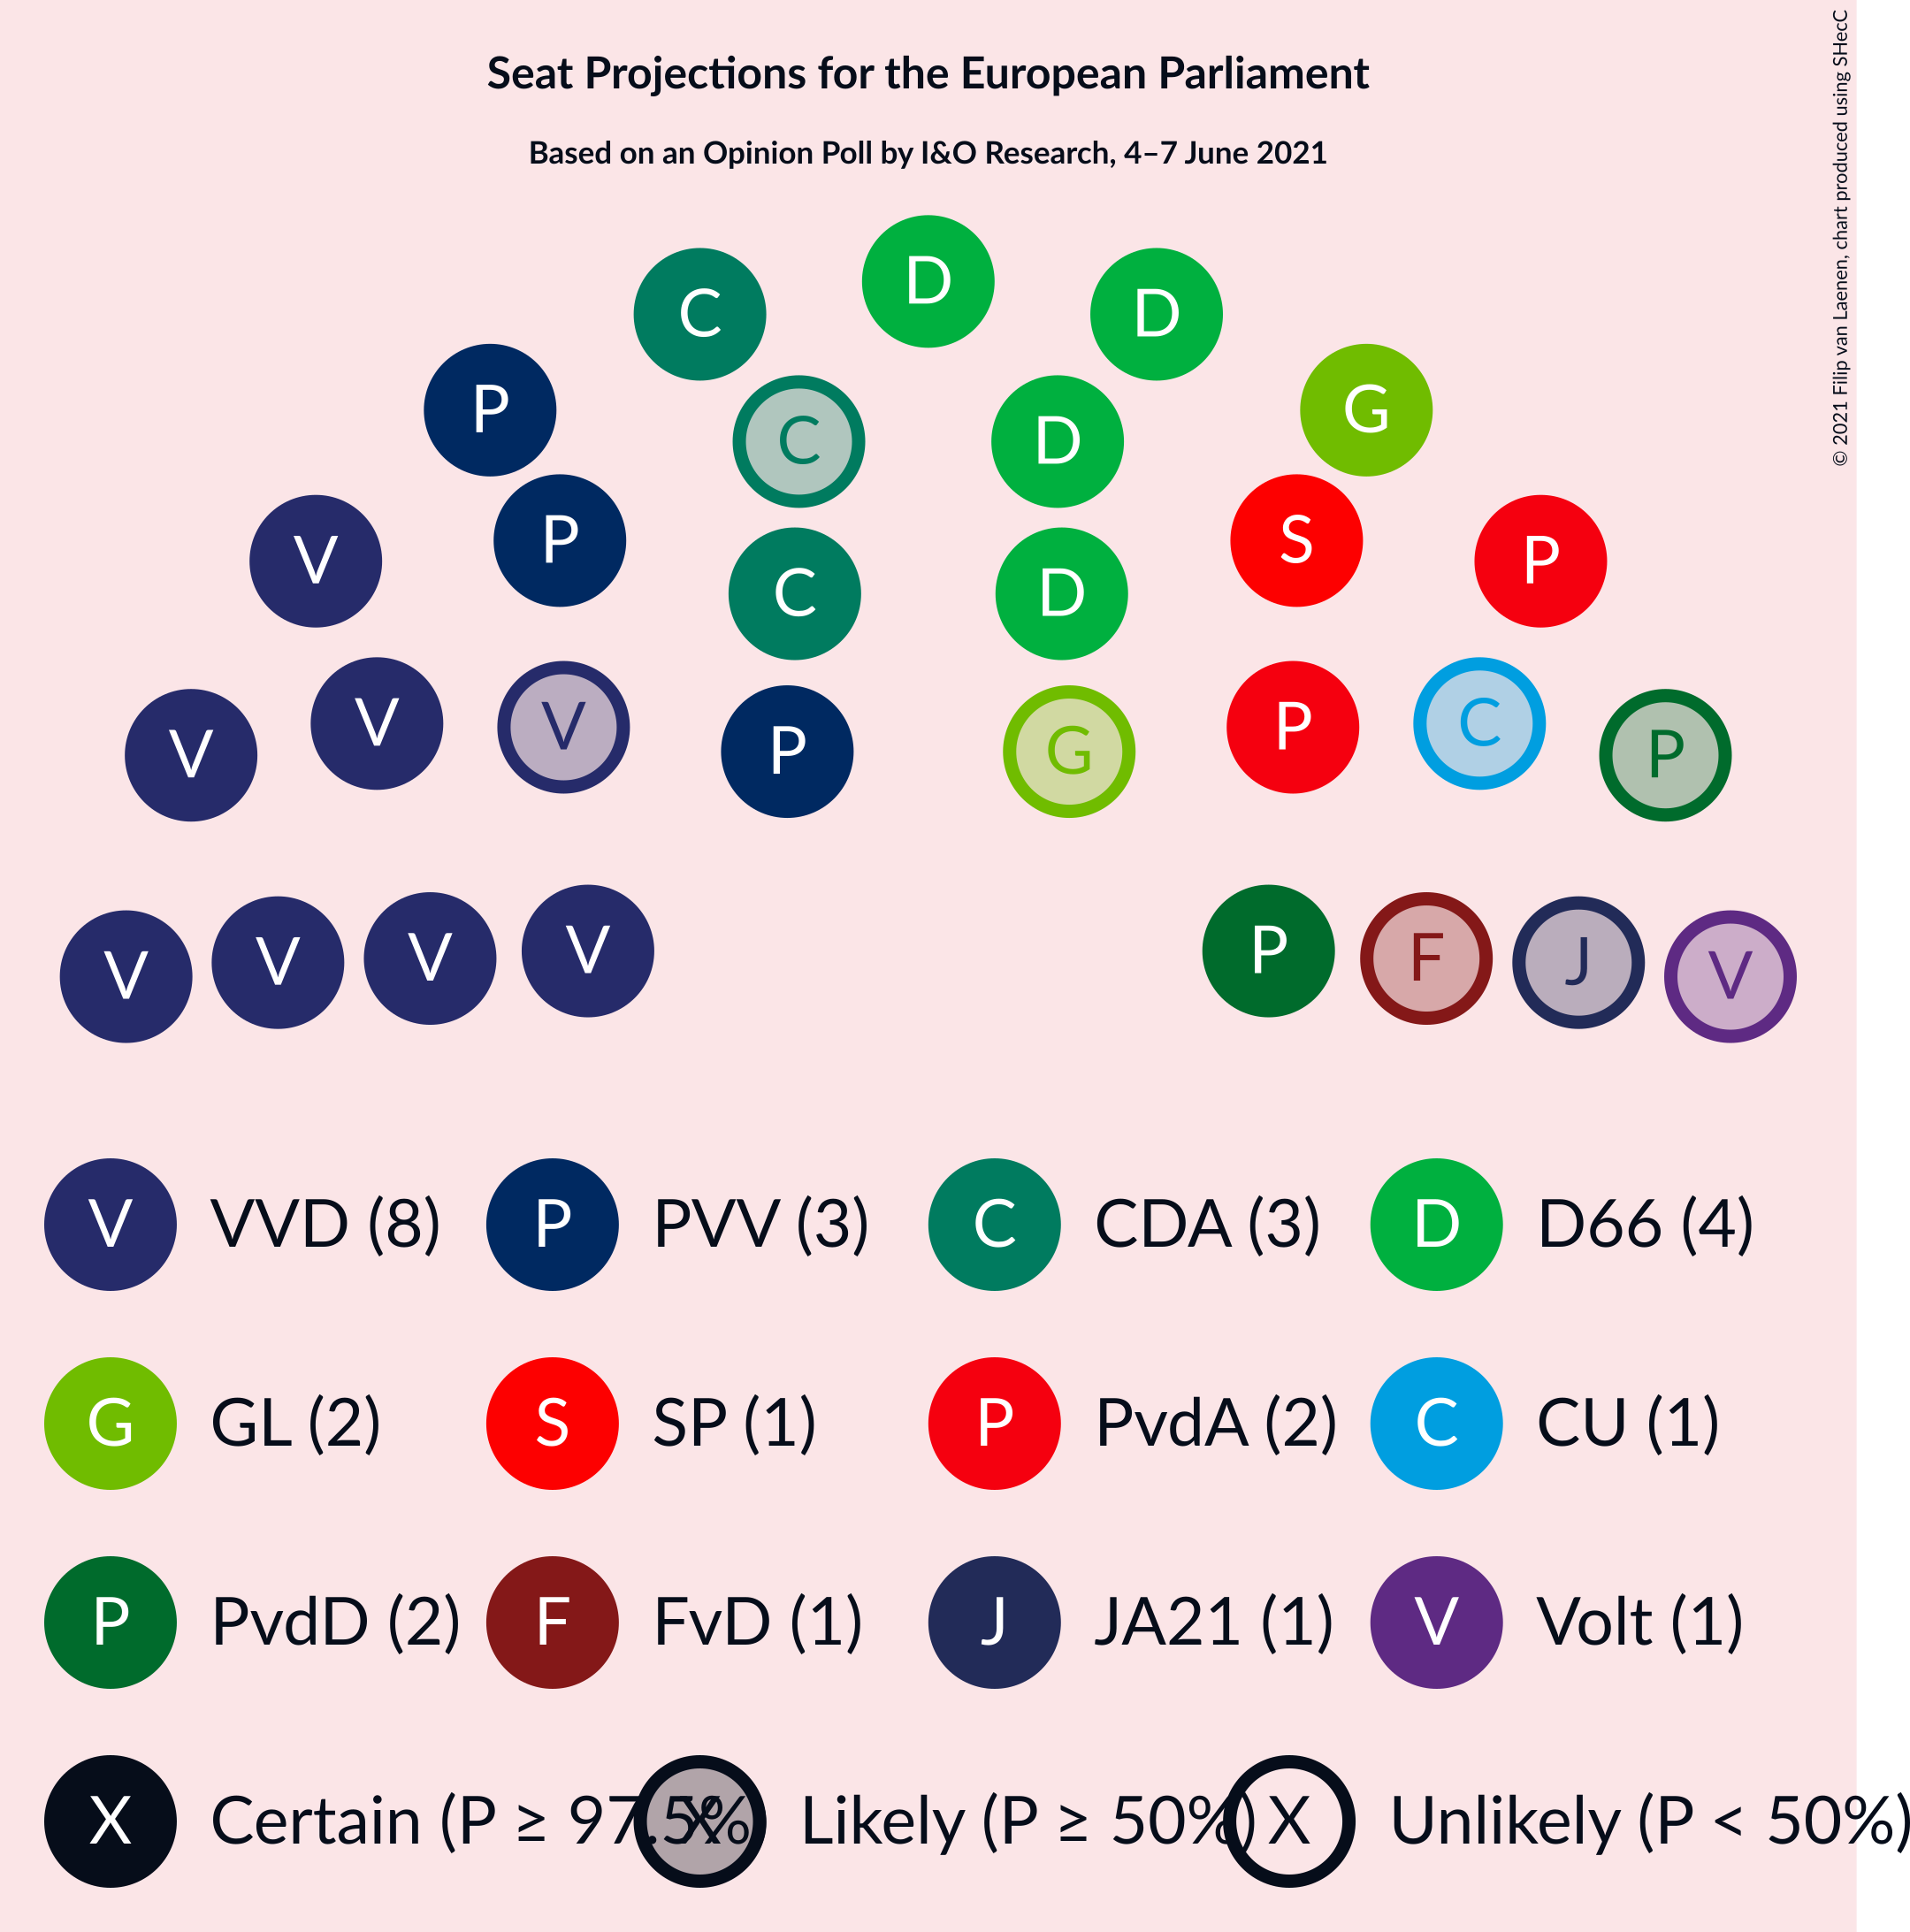 Seat Projections for the European Parliament
Based on an Opinion Poll by I&O Research, 4–7 June 2021
© 2021 Filip van Laenen, chart produced using SHecC
D
C D
P G
C D
P S
V P
C D
V V P C
V P G P
V V V V P F J V
V VVD (8) P PVV (3) C CDA (3) D D66 (4)
G GL (2) S SP (1) P PvdA (2) C CU (1)
P PvdD (2) F FvD (1) J JA21 (1) V Volt (1)
X Certain (P ≥ 97.5% X Likely (P ≥ 50%) X Unlikely (P < 50%)